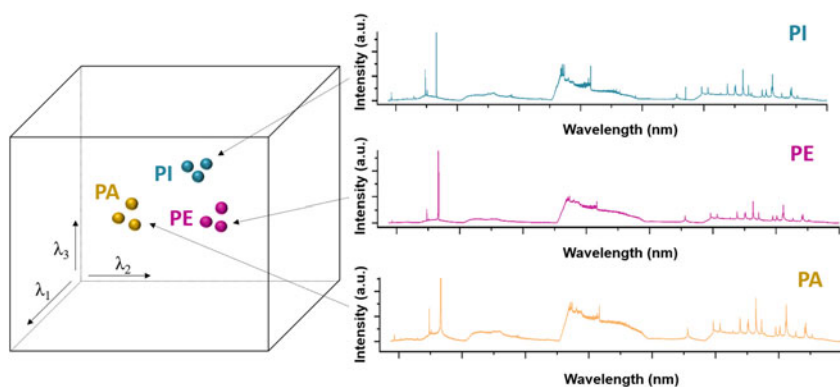 PI
PA
PE
λ3
λ2
λ1
Intensity (a.u.)
PI
Wavelength (nm)
Intensity (a.u.)
PE
Wavelength (nm)
Intensity (a.u.)
PA
Wavelength (nm)